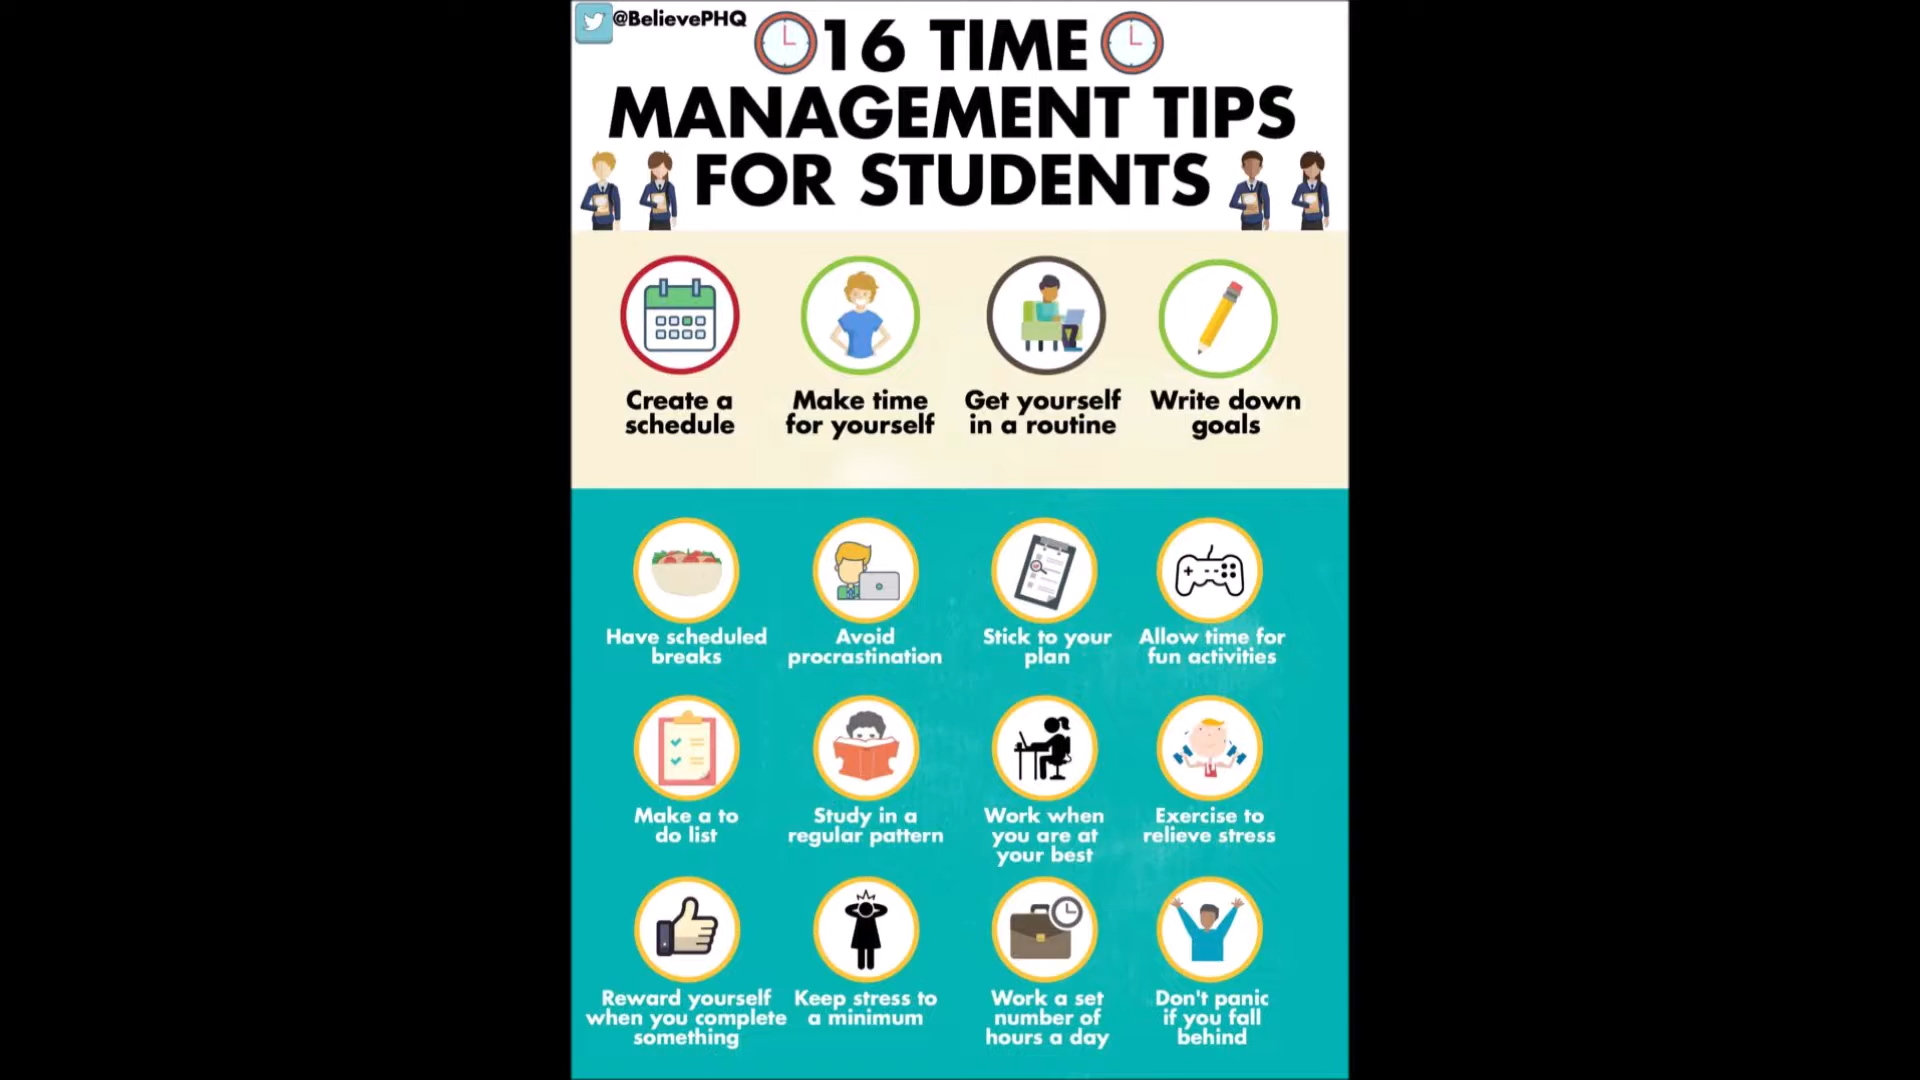 @BelievePHQ
16 TIME
MANAGEMENT TIPS
FOR STUDENTS
Create a
schedule
Make time
for yourself
Get yourself
in a routine
Write down
goals
Have scheduled
breaks
Avoid
procrastination
Stick to your
plan
Allow time for
fun activities
Make a to
do list
Study in a
regular pattern
Work when
you are at
your best
Exercise to
relieve stress
Reward yourself
when you complete
something
Keep stress to
a minimum
Work a set
number of
hours a day
Don't panic
if you fall
behind